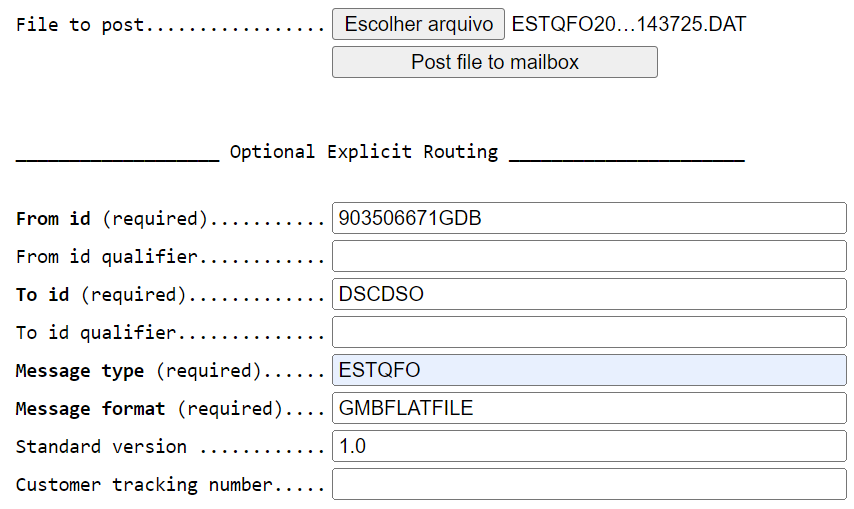 File to post................. Escolher arquivo ESTQFO20...143725.DAT
Post file to mailbox
___________________ Optional Explicit Routing ______________________
From id (required)........... 903506671GDB
From id qualifier............
To id (required)............. DSCDSO
To id qualifier..............
Message type (required)...... ESTQFO
Message format (required).... GMBFLATFILE
Standard version ............ 1.0
Customer tracking number.....